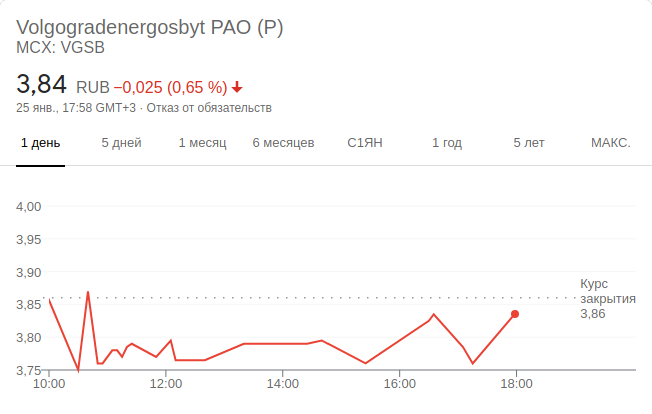 Volgogradenergosbyt PAO (P)
MCX: VGSB
3,84 RUB −0,025 (0,65 %)
25 янв., 17:58 GMT+3 · Отказ от обязательств
1 день 5 дней 1 месяц 6 месяцев С1ЯН 1 год 5 лет МАКС.
4,00
3,95
3,90
3,85
3,80
3,75
Курс
закрытия
3,86
10:00 12:00 14:00 16:00 18:00